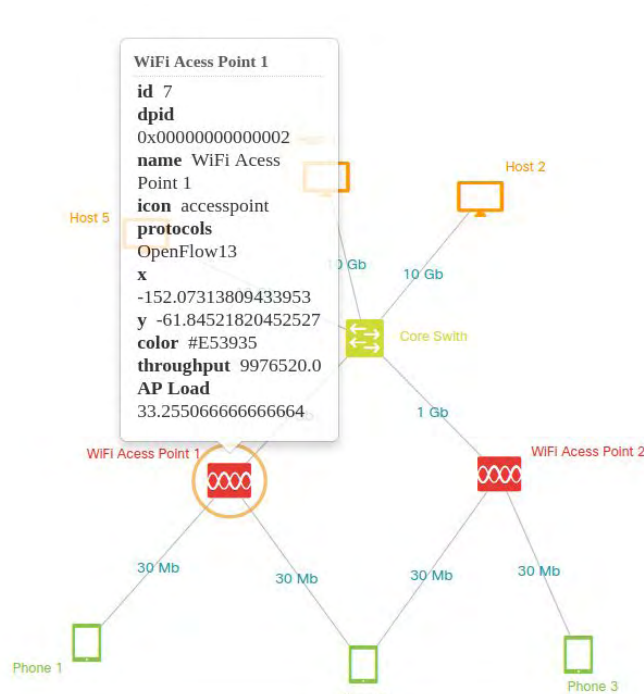 WiFi Acess Point 1
id 7
dpid
0x00000000000002
name WiFi Acess
Point 1
icon accesspoint
protocols
OpenFlow13
x
-152.07313809433953
y -61.84521820452527
color #E53935
throughput 9976520.0
AP Load
33.255066666666664
Host 2
Host 5
10 Gb
10 Gb
Core Swith
1 Gb
WiFi Acess Point 1
WiFi Acess Point 2
30 Mb
30 Mb
30 Mb
30 Mb
Phone 1
Phone 3